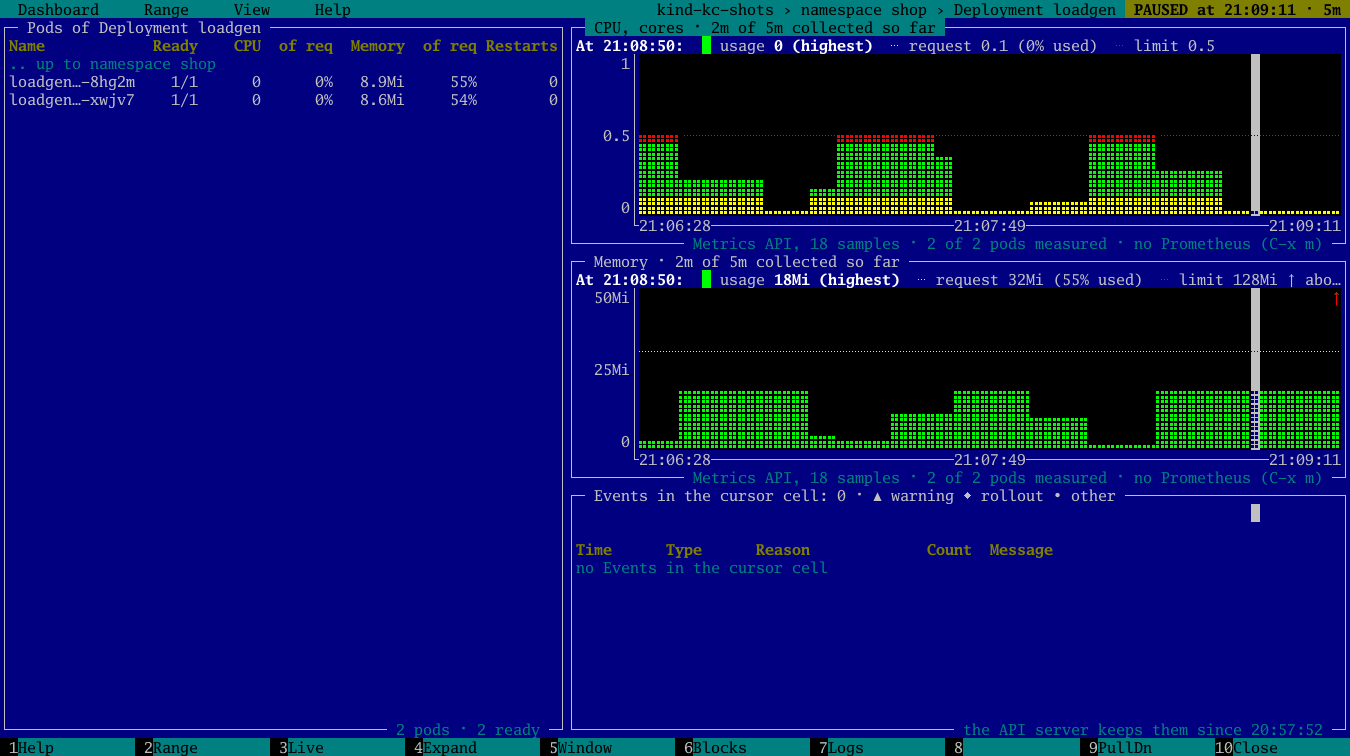 Dashboard Range View Help kind-kc-shots › namespace shop › Deployment loadgen PAUSED at 21:09:11 · 5m
Pods of Deployment loadgen
Name Ready CPU of req Memory of req Restarts
.. up to namespace shop
loadgen…-8hg2m 1/1 0 0% 8.9Mi 55% 0
loadgen…-xwjv7 1/1 0 0% 8.6Mi 54% 0
2 pods · 2 ready
CPU, cores · 2m of 5m collected so far
At 21:08:50: usage 0 (highest) ┄ request 0.1 (0% used) ┄ limit 0.5
1
0.5
0
21:06:28 21:07:49 21:09:11
Metrics API, 18 samples · 2 of 2 pods measured · no Prometheus (C-x m)
Memory · 2m of 5m collected so far
At 21:08:50: usage 18Mi (highest) ┄ request 32Mi (55% used) ┄ limit 128Mi ↑ abo…
50Mi ↑
25Mi
0
21:06:28 21:07:49 21:09:11
Metrics API, 18 samples · 2 of 2 pods measured · no Prometheus (C-x m)
Events in the cursor cell: 0 · ▲ warning ◆ rollout • other
Time Type Reason Count Message
no Events in the cursor cell
the API server keeps them since 20:57:52
1Help 2Range 3Live 4Expand 5Window 6Blocks 7Logs 8 9PullDn 10Close